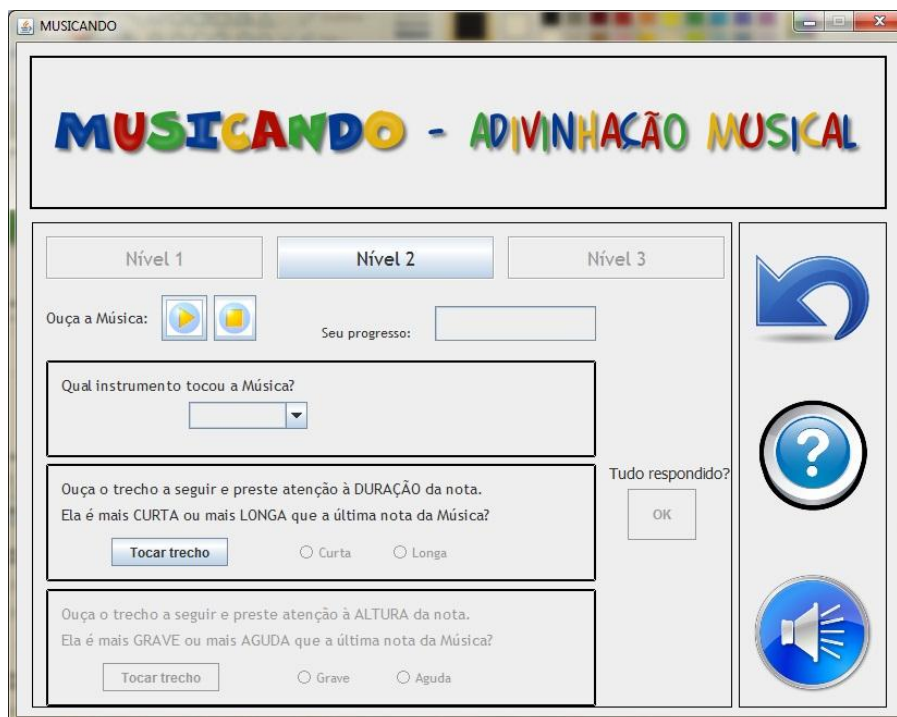 MUSICANDO
MUSICANDO - ADIVINHAÇÃO MUSICAL
Nível 1
Nível 2
Nível 3
Ouça a Música:
Seu progresso:
Qual instrumento tocou a Música?
Ouça o trecho a seguir e preste atenção à DURAÇÃO da nota.
Ela é mais CURTA ou mais LONGA que a última nota da Música?
Tocar trecho
Curta
Longa
Tudo respondido?
OK
Ouça o trecho a seguir e preste atenção à ALTURA da nota.
Ela é mais GRAVE ou mais AGUDA que a última nota da Música?
Tocar trecho
Grave
Aguda
?